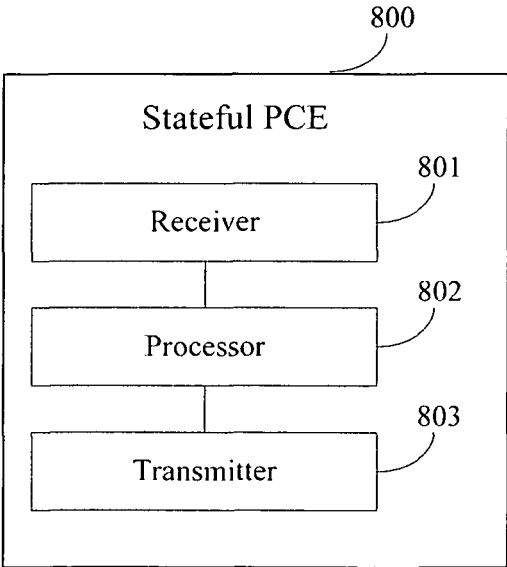 800
Stateful PCE
801
Receiver
802
Processor
803
Transmitter